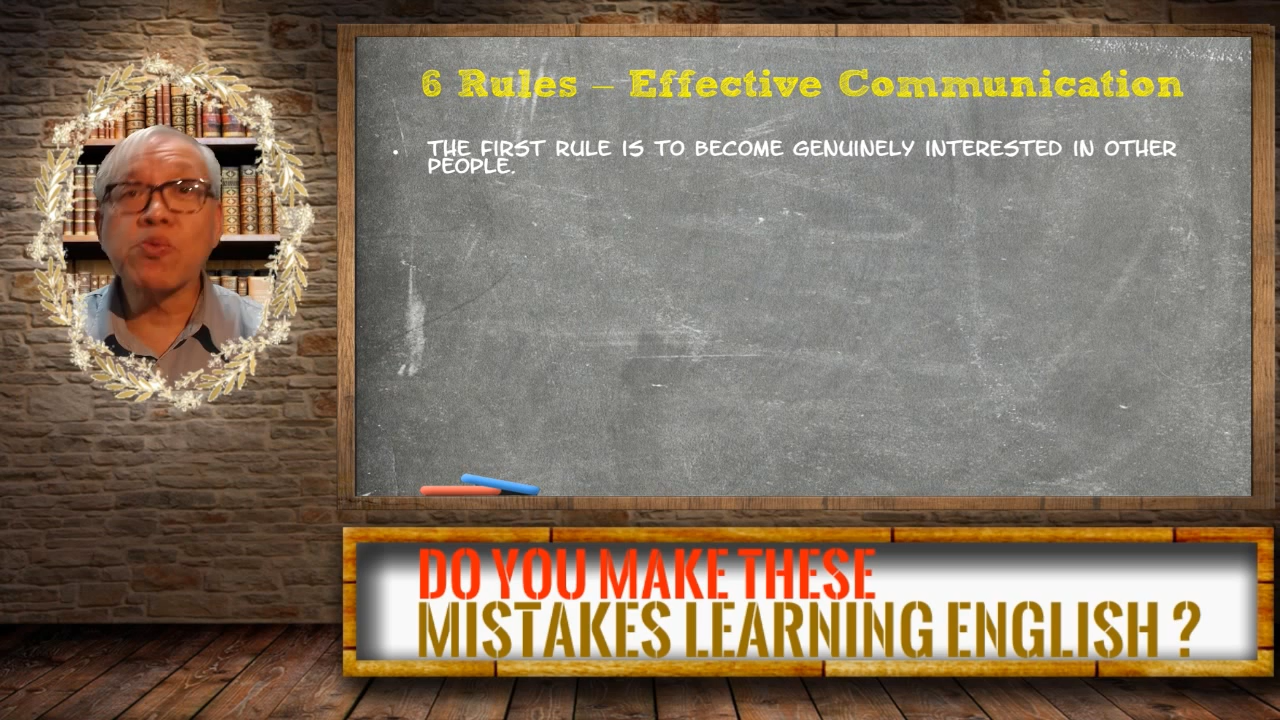 6 Rules – Effective Communication
• THE FIRST RULE IS TO BECOME GENUINELY INTERESTED IN OTHER
PEOPLE.
DO YOU MAKE THESE
MISTAKES LEARNING ENGLISH ?